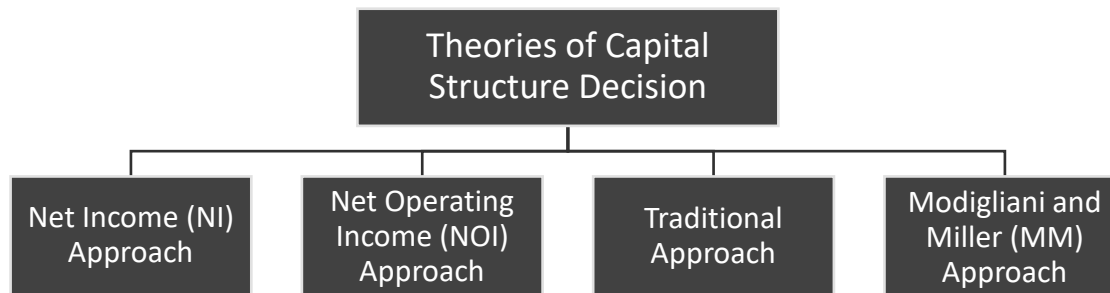 Theories of Capital
Structure Decision
Net Income (NI)
Approach
Net Operating
Income (NOI)
Approach
Traditional
Approach
Modigliani and
Miller (MM)
Approach